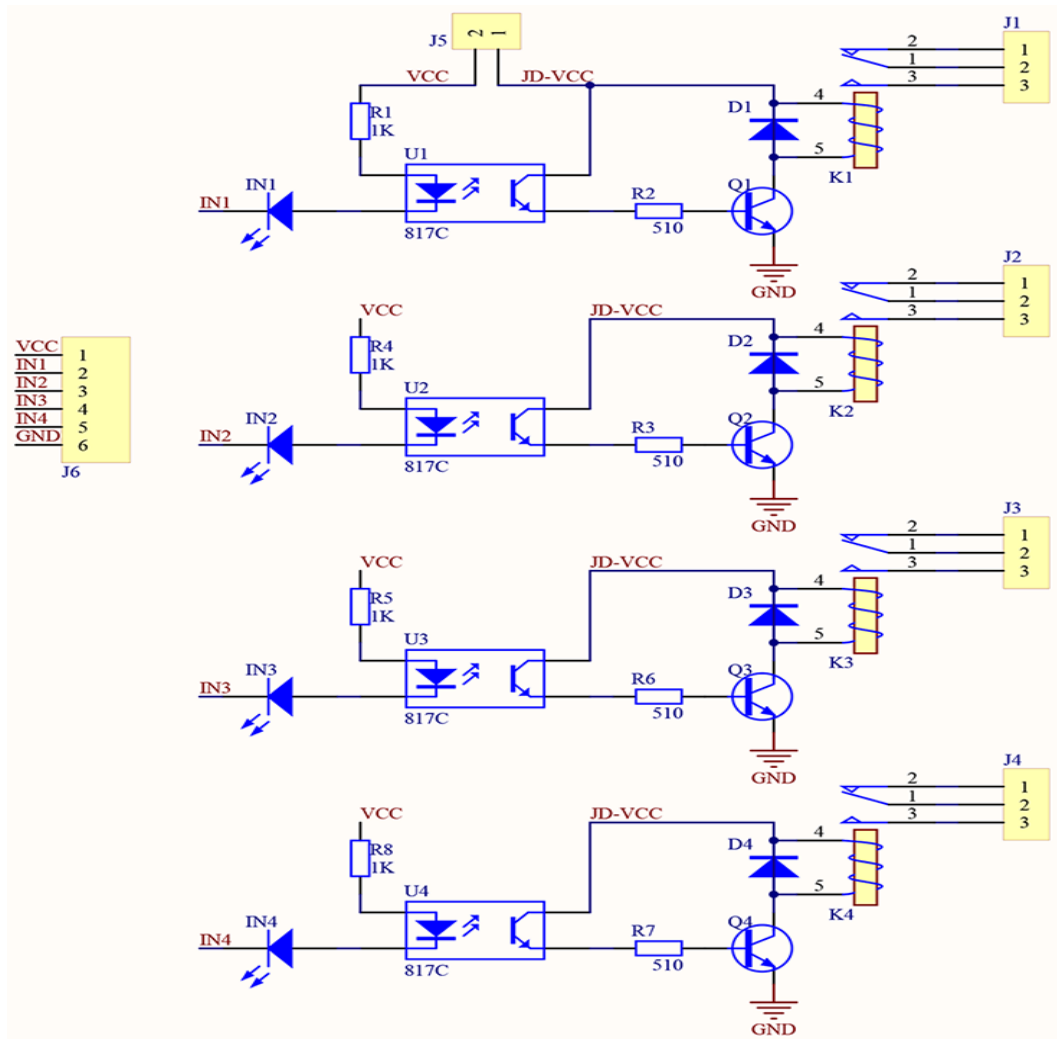 J5
2 1
VCC
JD-VCC
R1
1K
U1
817C
IN1
IN1
R2
510
D1
Q1
GND
4
5
K1
2
1
3
J1
1
2
3
VCC
R4
1K
U2
817C
IN2
IN2
JD-VCC
R3
510
D2
Q2
GND
4
5
K2
2
1
3
J2
1
2
3
VCC 1
IN1 2
IN2 3
IN3 4
IN4 5
GND 6
J6
VCC
R5
1K
U3
817C
IN3
IN3
JD-VCC
R6
510
D3
Q3
GND
4
5
K3
2
1
3
J3
1
2
3
VCC
R8
1K
U4
817C
IN4
IN4
JD-VCC
R7
510
D4
Q4
GND
4
5
K4
2
1
3
J4
1
2
3